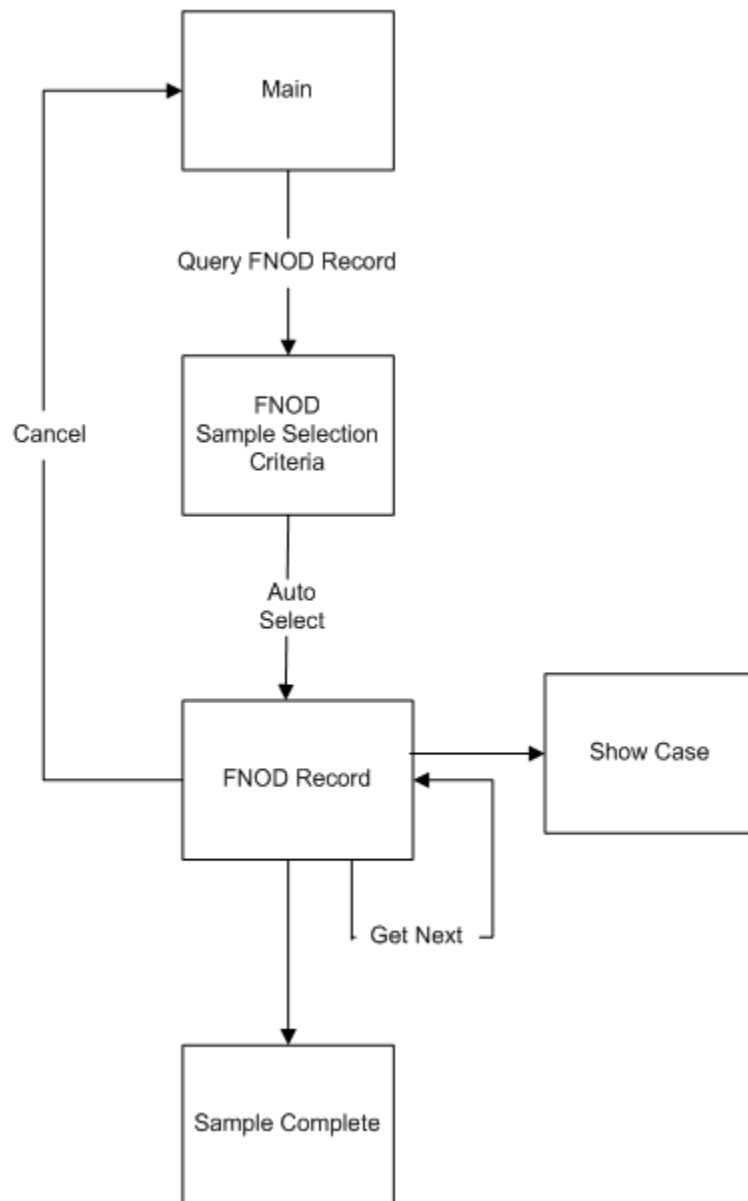 Main
Query FNOD Record
FNOD
Sample Selection
Criteria
Cancel
Auto
Select
FNOD Record
Show Case
Get Next
Sample Complete